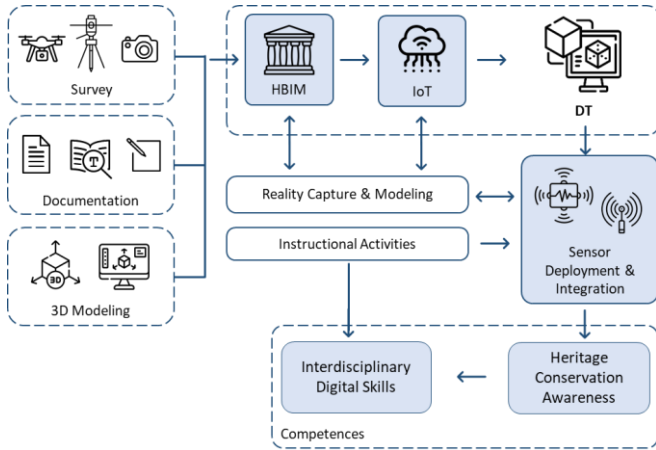 Survey
HBIM
IoT
DT
T
Documentation
Reality Capture & Modeling
Instructional Activities
Sensor
Deployment &
Integration
3D
3D Modeling
Interdisciplinary
Digital Skills
Heritage
Conservation
Awareness
Competences